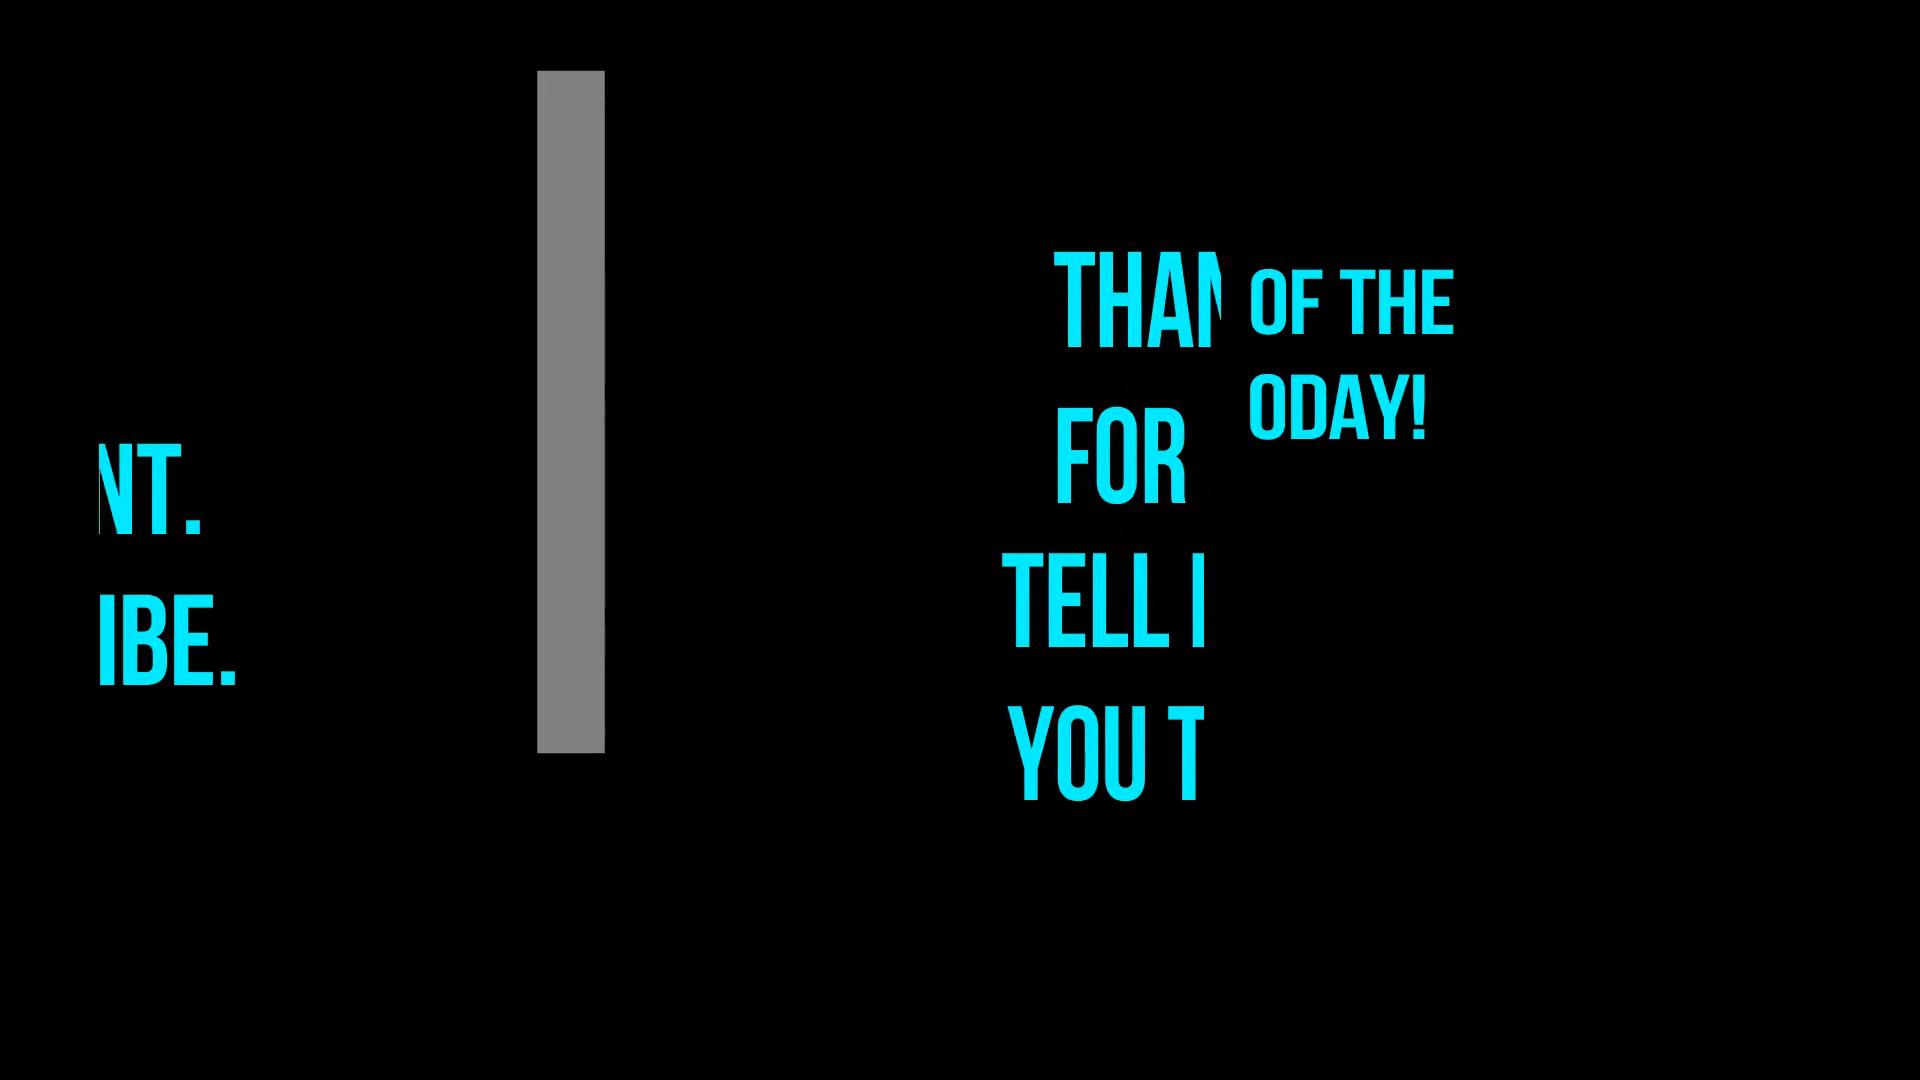 NT.
IBE.
THAN
FOR
TELL I
YOU T
OF THE
ODAY!